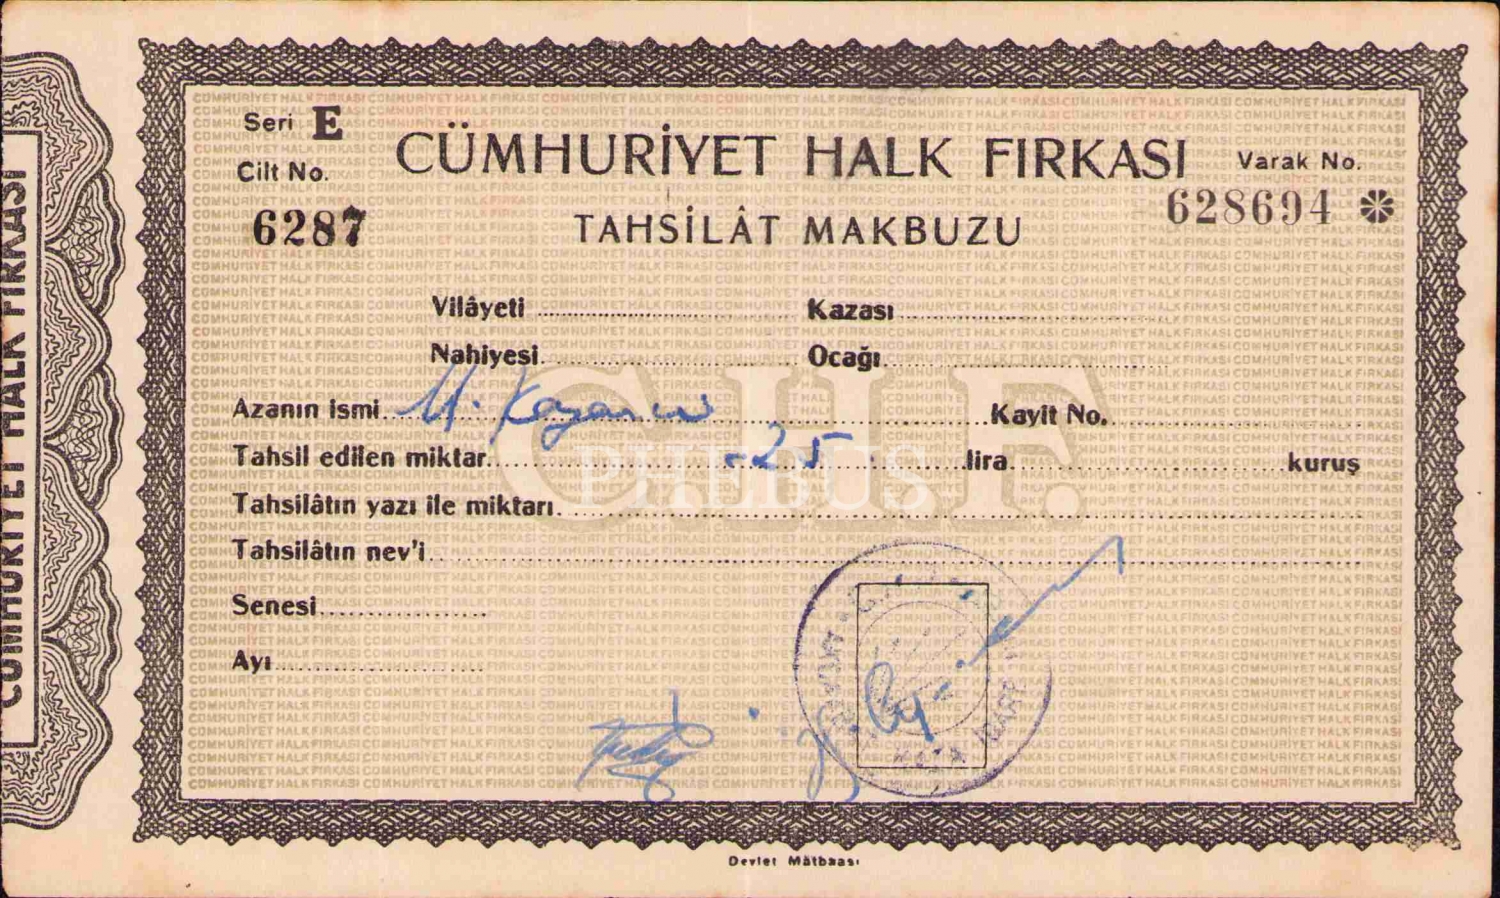 CÜMHURİYET HALK FIRKASI
Seri E
CÜMHURİYET HALK FIRKASI
Cilt No.
6287
Varak No.
628694
TAHSİLÂT MAKBUZU
Vilâyeti Kazası
Nahiyesi Ocağı
Azanın ismi Kayit No.
Tahsil edilen miktar -25 lira kuruş
Tahsilâtın yazı ile miktarı
Tahsilâtın nev'i
Senesi
Ayı
C.H.F.
PHEBUS
Devlet Mâtbaası